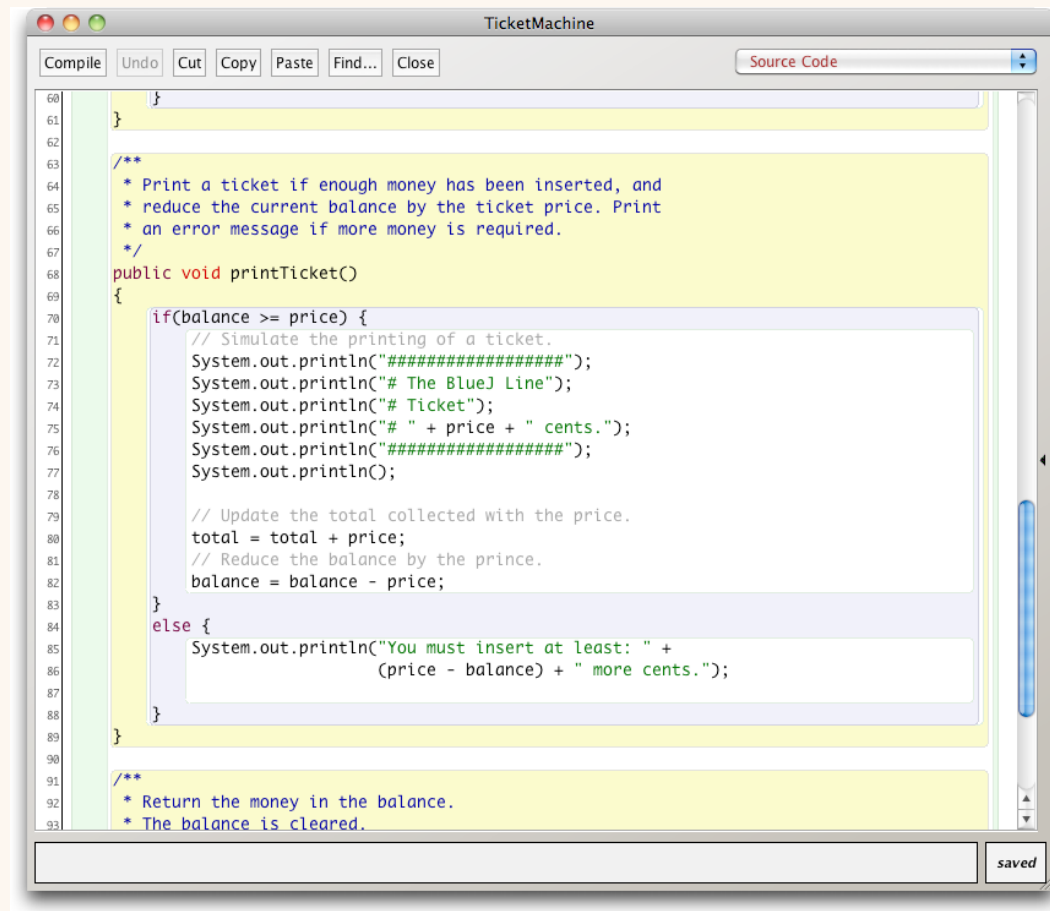 TicketMachine
Compile Undo Cut Copy Paste Find... Close Source Code
60 }
61 }
62
63 /**
64 * Print a ticket if enough money has been inserted, and
65 * reduce the current balance by the ticket price. Print
66 * an error message if more money is required.
67 */
68 public void printTicket()
69 {
70 if(balance >= price) {
71 // Simulate the printing of a ticket.
72 System.out.println("##################");
73 System.out.println("# The BlueJ Line");
74 System.out.println("# Ticket");
75 System.out.println("# " + price + " cents.");
76 System.out.println("##################");
77 System.out.println();
78
79 // Update the total collected with the price.
80 total = total + price;
81 // Reduce the balance by the prince.
82 balance = balance - price;
83 }
84 else {
85 System.out.println("You must insert at least: " +
86 (price - balance) + " more cents.");
87
88 }
89 }
90
91 /**
92 * Return the money in the balance.
93 * The balance is cleared.
saved